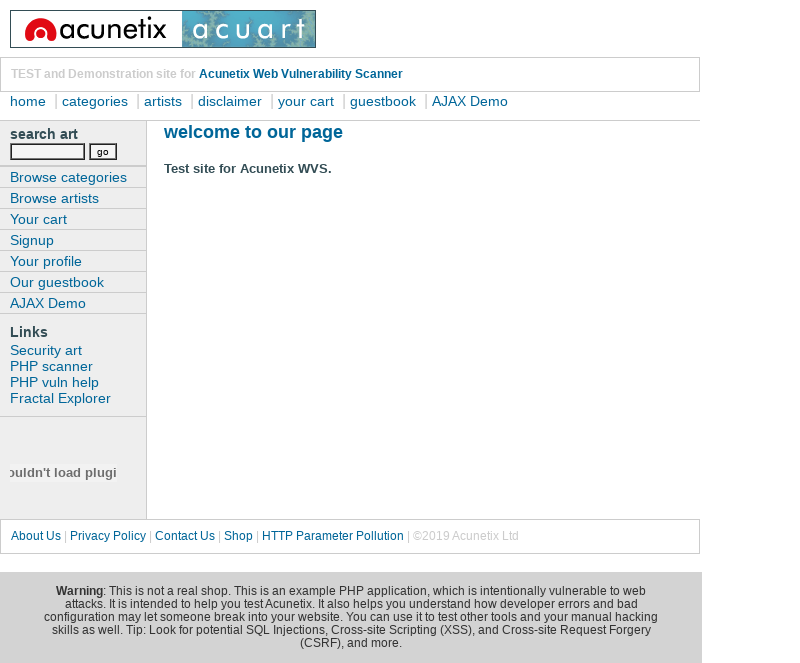 acunetix acuart
TEST and Demonstration site for Acunetix Web Vulnerability Scanner
home | categories | artists | disclaimer | your cart | guestbook | AJAX Demo
search art
go
Browse categories
Browse artists
Your cart
Signup
Your profile
Our guestbook
AJAX Demo
Links
Security art
PHP scanner
PHP vuln help
Fractal Explorer
ouldn't load plugi
welcome to our page
Test site for Acunetix WVS.
About Us | Privacy Policy | Contact Us | Shop | HTTP Parameter Pollution | ©2019 Acunetix Ltd
Warning: This is not a real shop. This is an example PHP application, which is intentionally vulnerable to web
attacks. It is intended to help you test Acunetix. It also helps you understand how developer errors and bad
configuration may let someone break into your website. You can use it to test other tools and your manual hacking
skills as well. Tip: Look for potential SQL Injections, Cross-site Scripting (XSS), and Cross-site Request Forgery
(CSRF), and more.